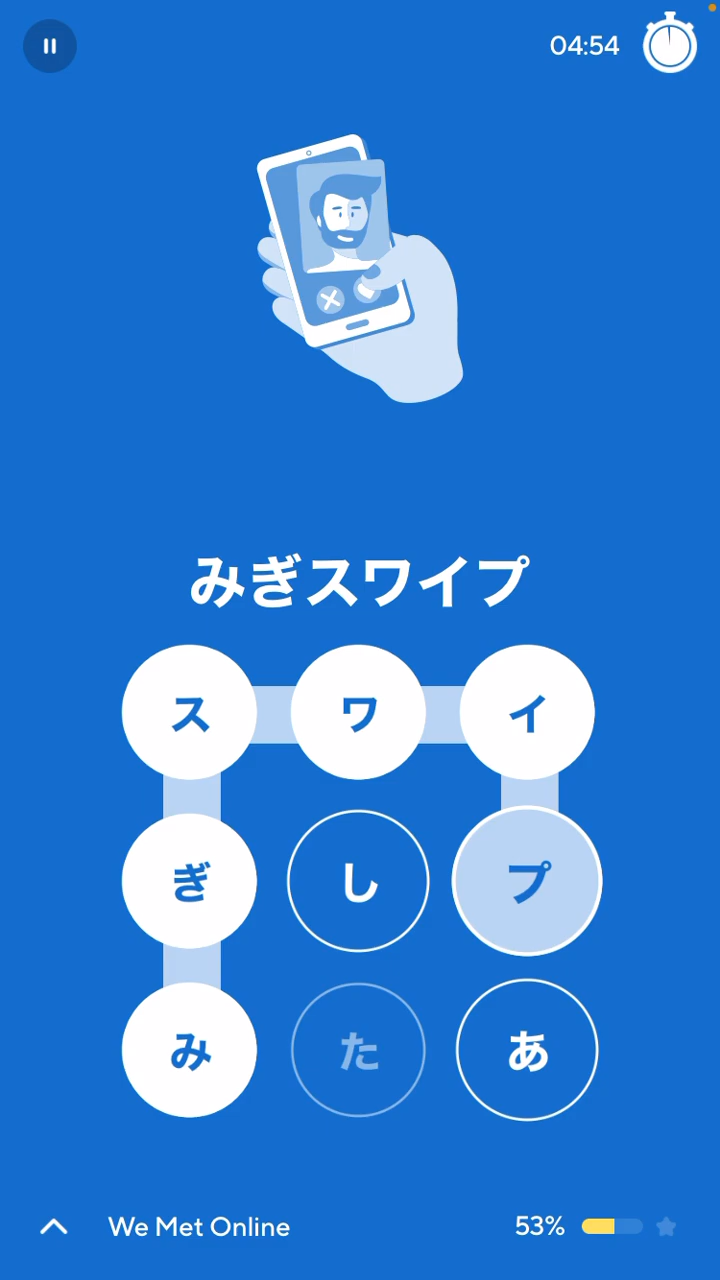 04:54
みぎスワイプ
ス ワ イ
ぎ し プ
み た あ
We Met Online 53%